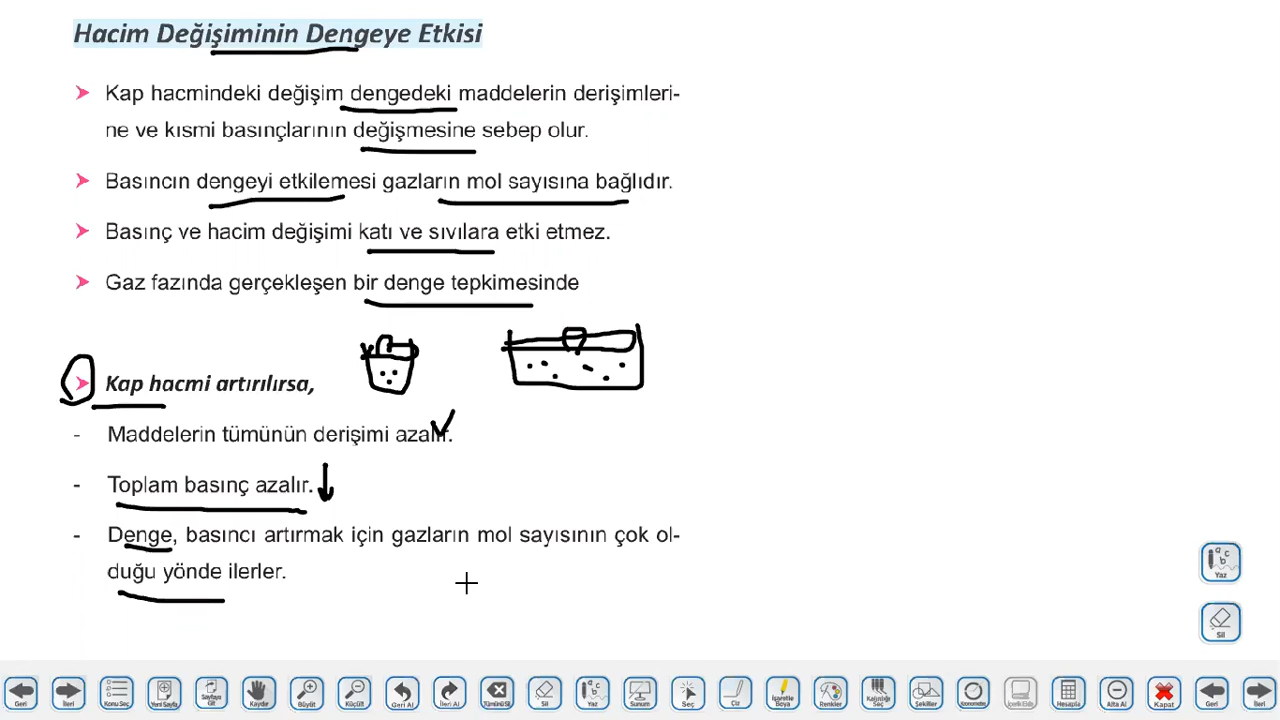 Hacim Değişiminin Dengeye Etkisi
Kap hacmindeki değişim dengedeki maddelerin derişimleri-
ne ve kısmi basınçlarının değişmesine sebep olur.
Basıncın dengeyi etkilemesi gazların mol sayısına bağlıdır.
Basınç ve hacim değişimi katı ve sıvılara etki etmez.
Gaz fazında gerçekleşen bir denge tepkimesinde
Kap hacmi artırılırsa,
- Maddelerin tümünün derişimi azalır.
- Toplam basınç azalır.
- Denge, basıncı artırmak için gazların mol sayısının çok ol-
duğu yönde ilerler.
Yaz
Sil
Geri İleri Konu Seç Yeni Sayfa Sayfaya Git Kaydır Büyüt Küçült Geri Al İleri Al Tümünü Sil Sil Yaz Sunum Seç Çiz İşaretle Boya Renkler Kalınlığı Seç Şekiller Kronometre İçerik Ekle Hesapla Alta Al Kapat Geri İleri